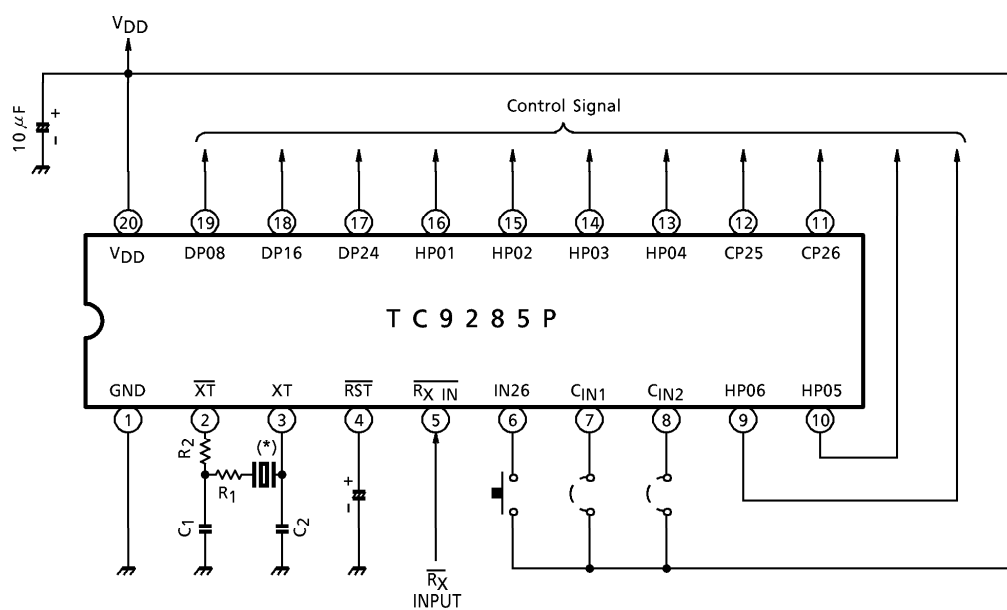 VDD
10 μF
+
-
Control Signal
20 19 18 17 16 15 14 13 12 11
VDD DP08 DP16 DP24 HP01 HP02 HP03 HP04 CP25 CP26
TC9285P
GND XT XT RST RX IN IN26 CIN1 CIN2 HP06 HP05
1 2 3 4 5 6 7 8 9 10
R2
(*)
R1
C1
C2
+
-
RX
INPUT